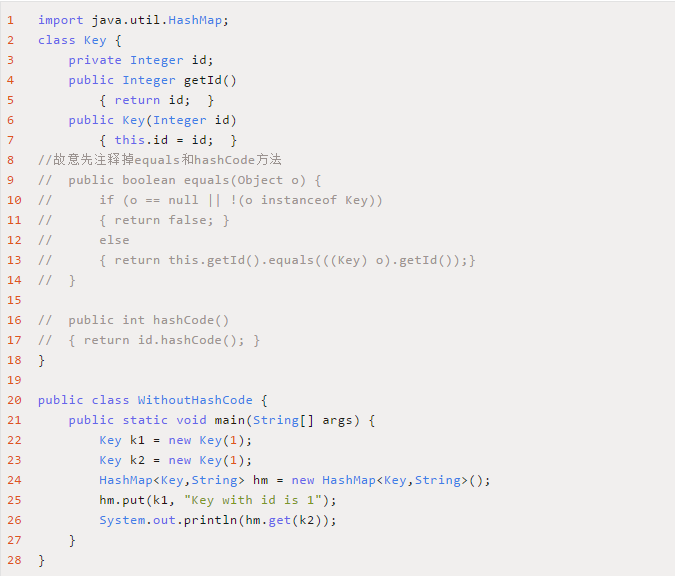 1 import java.util.HashMap;
2 class Key {
3     private Integer id;
4     public Integer getId()
5         { return id;  }
6     public Key(Integer id)
7         { this.id = id;  }
8 //故意先注释掉equals和hashCode方法
9 //  public boolean equals(Object o) {
10 //      if (o == null || !(o instanceof Key))
11 //      { return false; }
12 //      else
13 //      { return this.getId().equals(((Key) o).getId());}
14 //  }
15
16 //  public int hashCode()
17 //  { return id.hashCode(); }
18 }
19
20 public class WithoutHashCode {
21     public static void main(String[] args) {
22         Key k1 = new Key(1);
23         Key k2 = new Key(1);
24         HashMap<Key,String> hm = new HashMap<Key,String>();
25         hm.put(k1, "Key with id is 1");
26         System.out.println(hm.get(k2));
27     }
28 }